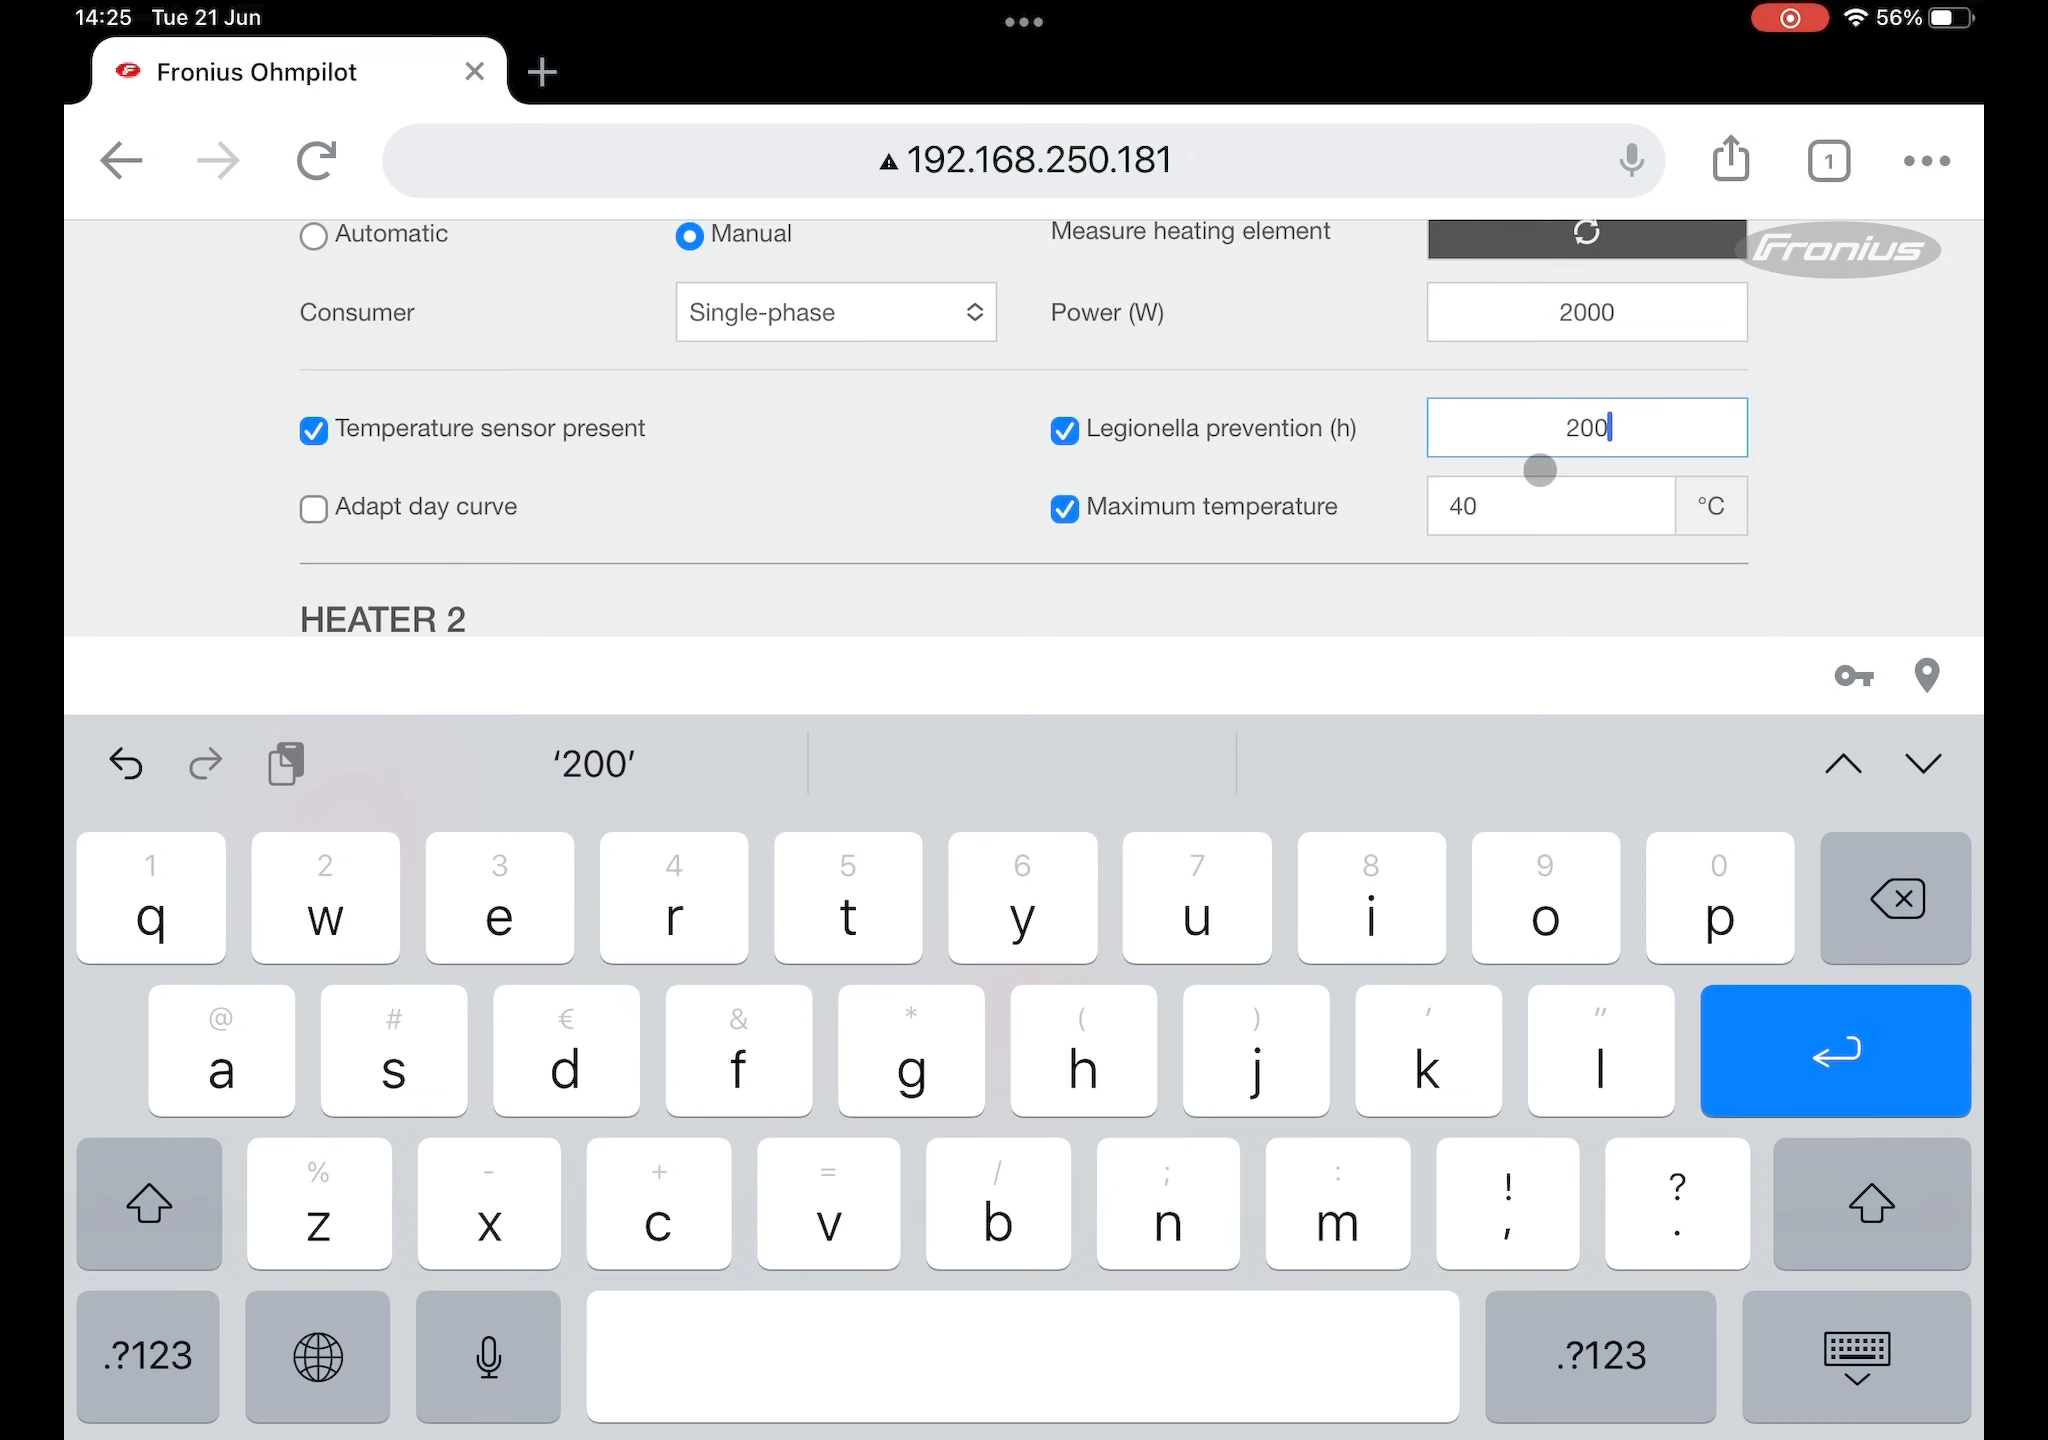 14:25 Tue 21 Jun
56%
Fronius Ohmpilot
192.168.250.181
1
Automatic
Manual
Measure heating element
Fronius
Consumer
Single-phase
Power (W)
2000
Temperature sensor present
Legionella prevention (h)
200
Adapt day curve
Maximum temperature
40
°C
HEATER 2
‘200’
1 2 3 4 5 6 7 8 9 0
q w e r t y u i o p
@ # € & * ( ) ' "
a s d f g h j k l
% - + = / ; : ! ?
z x c v b n m , .
.?123
.?123